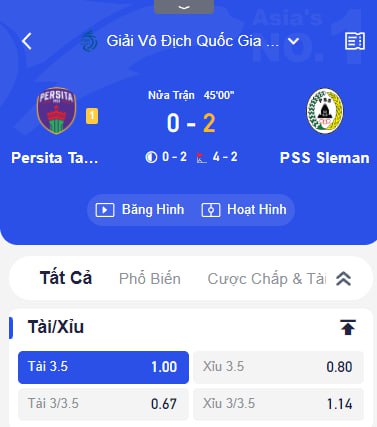 Asia's
NO.1
Giải Vô Địch Quốc Gia ...
Nửa Trận 45'00"
PERSITA
1
0 - 2
PSS
Persita Ta...
0 - 2 4 - 2
PSS Sleman
Băng Hình Hoạt Hình
Tất Cả Phổ Biến Cược Chấp & Tài
Tài/Xỉu
Tài 3.5 1.00 Xỉu 3.5 0.80
Tài 3/3.5 0.67 Xỉu 3/3.5 1.14